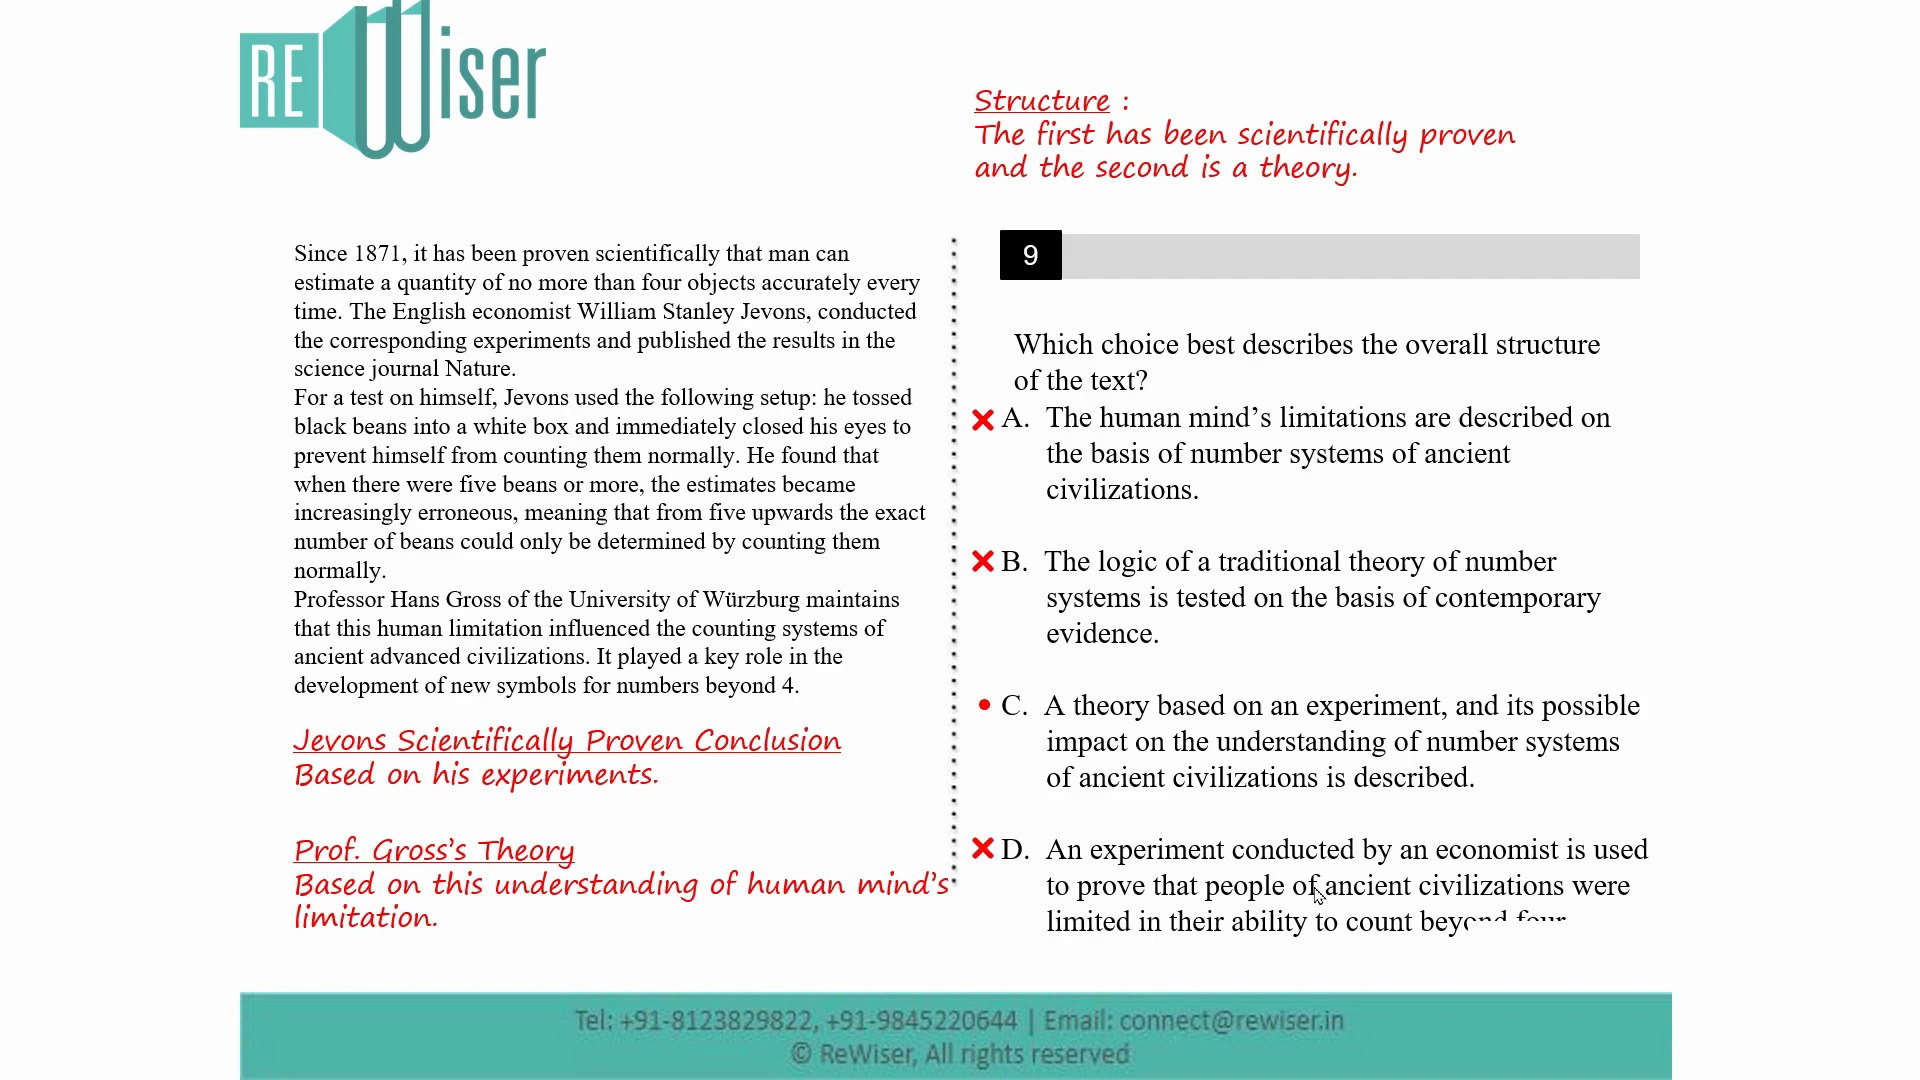 REWiser
Structure :
The first has been scientifically proven
and the second is a theory.
Since 1871, it has been proven scientifically that man can
estimate a quantity of no more than four objects accurately every
time. The English economist William Stanley Jevons, conducted
the corresponding experiments and published the results in the
science journal Nature.
For a test on himself, Jevons used the following setup: he tossed
black beans into a white box and immediately closed his eyes to
prevent himself from counting them normally. He found that
when there were five beans or more, the estimates became
increasingly erroneous, meaning that from five upwards the exact
number of beans could only be determined by counting them
normally.
Professor Hans Gross of the University of Würzburg maintains
that this human limitation influenced the counting systems of
ancient advanced civilizations. It played a key role in the
development of new symbols for numbers beyond 4.
Jevons Scientifically Proven Conclusion
Based on his experiments.
Prof. Gross's Theory
Based on this understanding of human mind's
limitation.
9
Which choice best describes the overall structure
of the text?
A. The human mind's limitations are described on
the basis of number systems of ancient
civilizations.
B. The logic of a traditional theory of number
systems is tested on the basis of contemporary
evidence.
C. A theory based on an experiment, and its possible
impact on the understanding of number systems
of ancient civilizations is described.
D. An experiment conducted by an economist is used
to prove that people of ancient civilizations were
limited in their ability to count beyond four
Tel: +91-8123829822, +91-9845220644 | Email: connect@rewiser.in
© ReWiser, All rights reserved